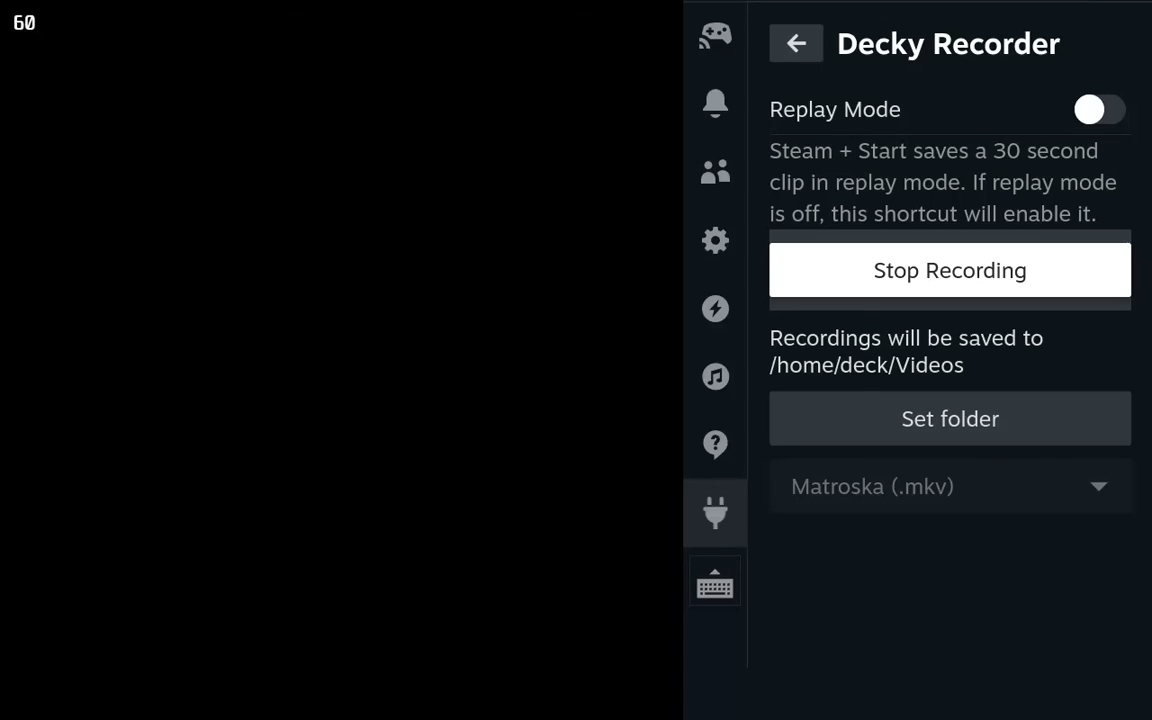 60
Decky Recorder
Replay Mode
Steam + Start saves a 30 second
clip in replay mode. If replay mode
is off, this shortcut will enable it.
Stop Recording
Recordings will be saved to
/home/deck/Videos
Set folder
Matroska (.mkv)